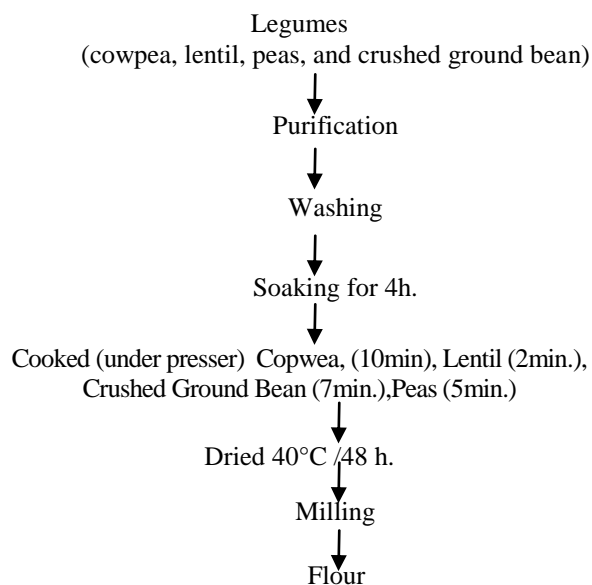 Legumes
(cowpea, lentil, peas, and crushed ground bean)
Purification
Washing
Soaking for 4h.
Cooked (under presser) Copwea, (10min), Lentil (2min.),
Crushed Ground Bean (7min.),Peas (5min.)
Dried 40°C /48 h.
Milling
Flour